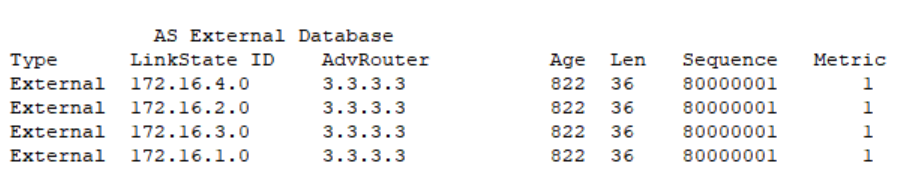 AS External Database
Type LinkState ID AdvRouter Age Len Sequence Metric
External 172.16.4.0 3.3.3.3 822 36 80000001 1
External 172.16.2.0 3.3.3.3 822 36 80000001 1
External 172.16.3.0 3.3.3.3 822 36 80000001 1
External 172.16.1.0 3.3.3.3 822 36 80000001 1